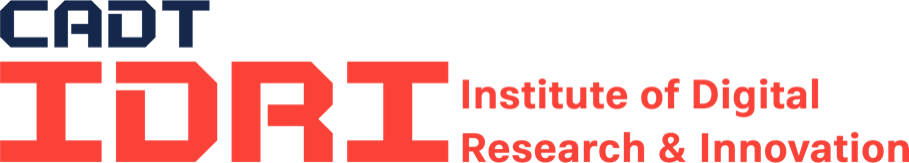 CADT
IDRI
Institute of Digital
Research & Innovation